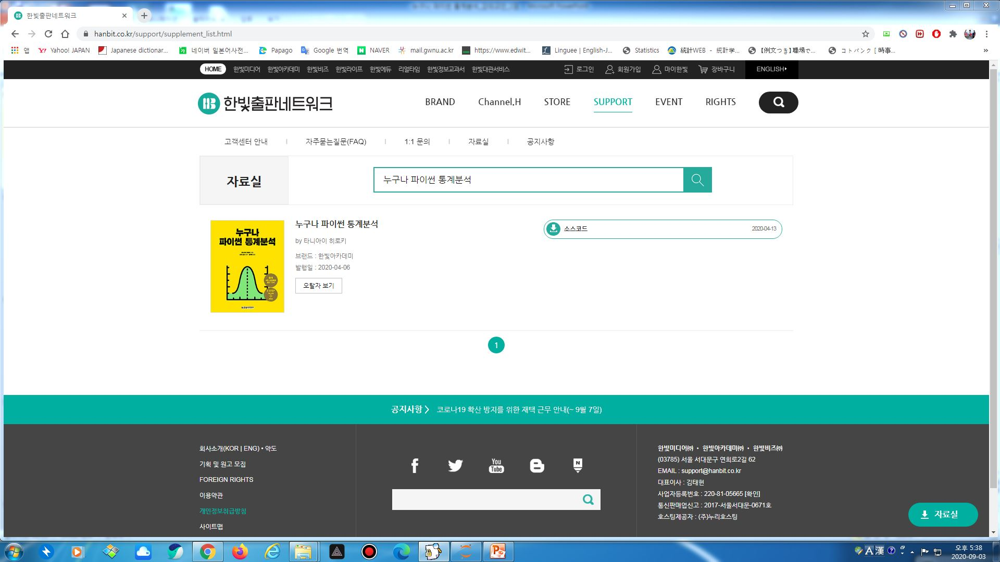 한빛출판네트워크
hanbit.co.kr/support/supplement_list.html
앱 Yahoo! JAPAN Japanese dictionar... 네이버 일본어사전... Papago Google 번역 NAVER mail.gwnu.ac.kr https://www.edwit... Linguee | English-J... Statistics 統計WEB - 統計学... 【例文つき】職場で... コトバンク [ 時事...
HOME 한빛미디어 한빛아카데미 한빛비즈 한빛라이프 한빛에듀 리얼타임 한빛정보교과서 한빛대관서비스 로그인 회원가입 마이한빛 장바구니 ENGLISH
한빛출판네트워크 BRAND Channel.H STORE SUPPORT EVENT RIGHTS
고객센터 안내 자주묻는질문(FAQ) 1:1 문의 자료실 공지사항
자료실
누구나 파이썬 통계분석
누구나
파이썬 통계분석
누구나 파이썬 통계분석
by 타니아이 히로키
브랜드 : 한빛아카데미
발행일 : 2020-04-06
오탈자 보기
소스코드 2020-04-13
1
공지사항 > 코로나19 확산 방지를 위한 재택 근무 안내(~ 9월 7일)
회사소개(KOR | ENG) • 약도
기획 및 원고 모집
FOREIGN RIGHTS
이용약관
개인정보취급방침
사이트맵
You
Tube
N
한빛미디어㈜ • 한빛아카데미㈜ • 한빛비즈㈜
(03785) 서울 서대문구 연희로2길 62
EMAIL : support@hanbit.co.kr
대표이사 : 김태헌
사업자등록번호 : 220-81-05665 [확인]
통신판매업신고 : 2017-서울서대문-0671호
호스팅제공자 : (주)누리호스팅
자료실
A 漢
오후 5:38
2020-09-03